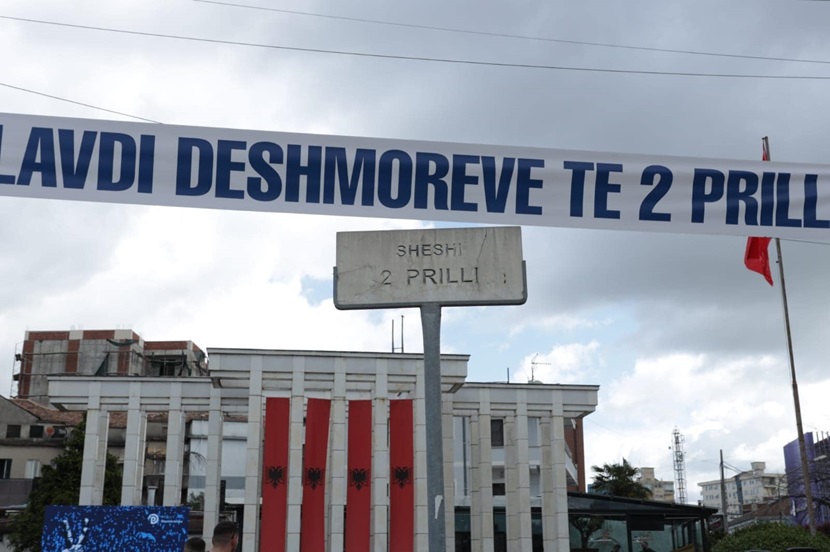 LAVDI DESHMOREVE TE 2 PRILL
SHESHI
2 PRILLI